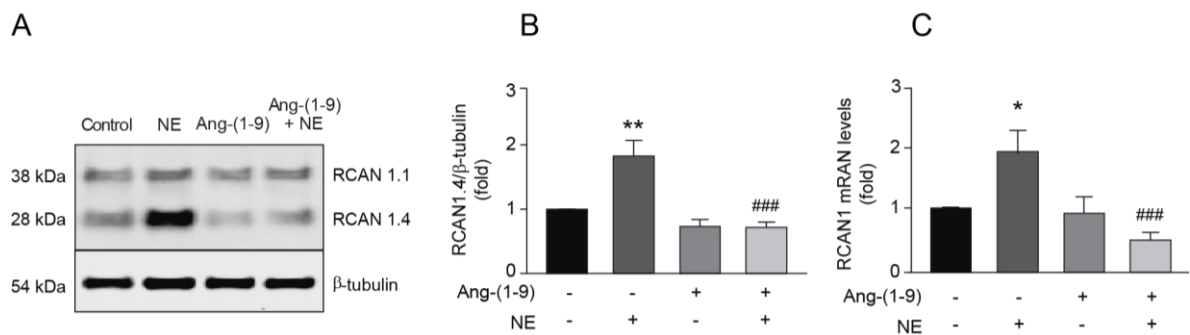 A
Control NE Ang-(1-9) Ang-(1-9) + NE
38 kDa RCAN 1.1
28 kDa RCAN 1.4
54 kDa β-tubulin
B
RCAN1.4/β-tubulin
(fold)
3
2
1
0
**
###
Ang-(1-9) - - + +
NE - + - +
C
RCAN1 mRAN levels
(fold)
3
2
1
0
*
###
Ang-(1-9) - - + +
NE - + - +